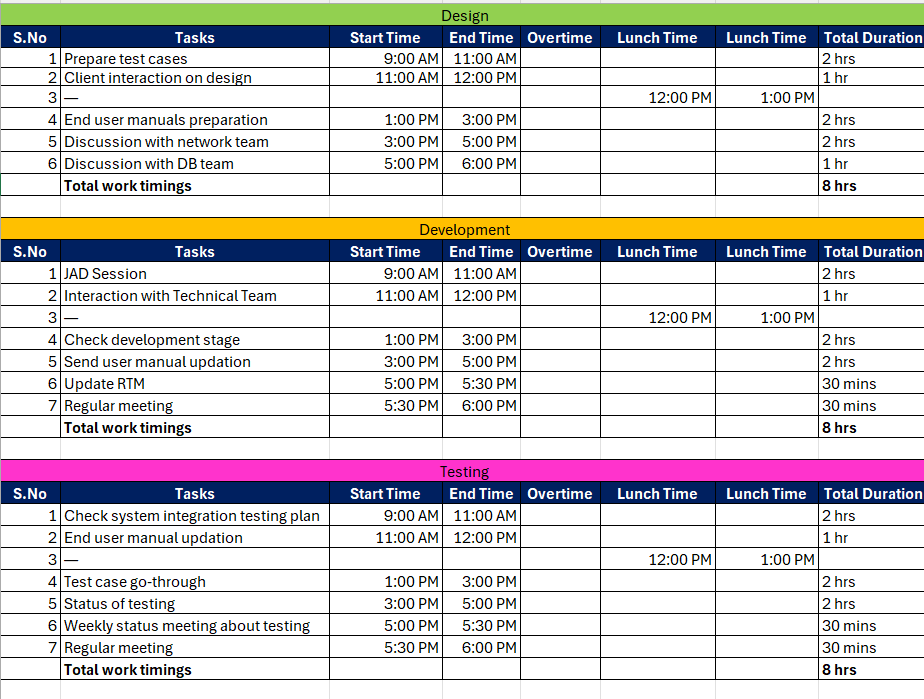 Design
S.No Tasks Start Time End Time Overtime Lunch Time Lunch Time Total Duration
1 Prepare test cases 9:00 AM 11:00 AM 2 hrs
2 Client interaction on design 11:00 AM 12:00 PM 1 hr
3 — 12:00 PM 1:00 PM
4 End user manuals preparation 1:00 PM 3:00 PM 2 hrs
5 Discussion with network team 3:00 PM 5:00 PM 2 hrs
6 Discussion with DB team 5:00 PM 6:00 PM 1 hr
Total work timings 8 hrs
Development
S.No Tasks Start Time End Time Overtime Lunch Time Lunch Time Total Duration
1 JAD Session 9:00 AM 11:00 AM 2 hrs
2 Interaction with Technical Team 11:00 AM 12:00 PM 1 hr
3 — 12:00 PM 1:00 PM
4 Check development stage 1:00 PM 3:00 PM 2 hrs
5 Send user manual updation 3:00 PM 5:00 PM 2 hrs
6 Update RTM 5:00 PM 5:30 PM 30 mins
7 Regular meeting 5:30 PM 6:00 PM 30 mins
Total work timings 8 hrs
Testing
S.No Tasks Start Time End Time Overtime Lunch Time Lunch Time Total Duration
1 Check system integration testing plan 9:00 AM 11:00 AM 2 hrs
2 End user manual updation 11:00 AM 12:00 PM 1 hr
3 — 12:00 PM 1:00 PM
4 Test case go-through 1:00 PM 3:00 PM 2 hrs
5 Status of testing 3:00 PM 5:00 PM 2 hrs
6 Weekly status meeting about testing 5:00 PM 5:30 PM 30 mins
7 Regular meeting 5:30 PM 6:00 PM 30 mins
Total work timings 8 hrs